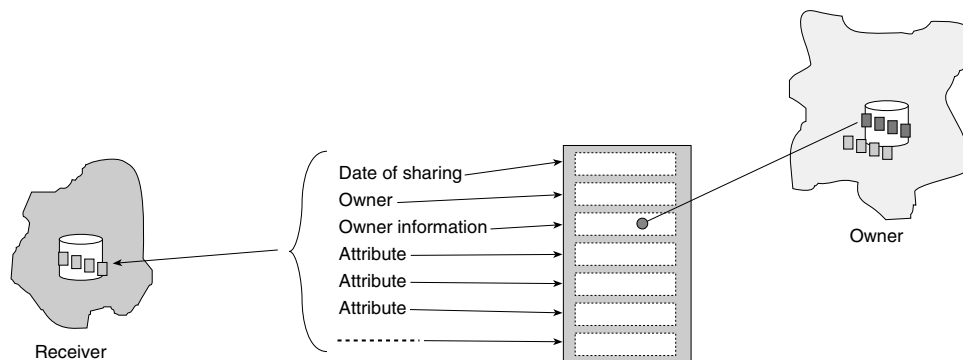 Date of sharing
Owner
Owner information
Attribute
Attribute
Attribute
Owner
Receiver